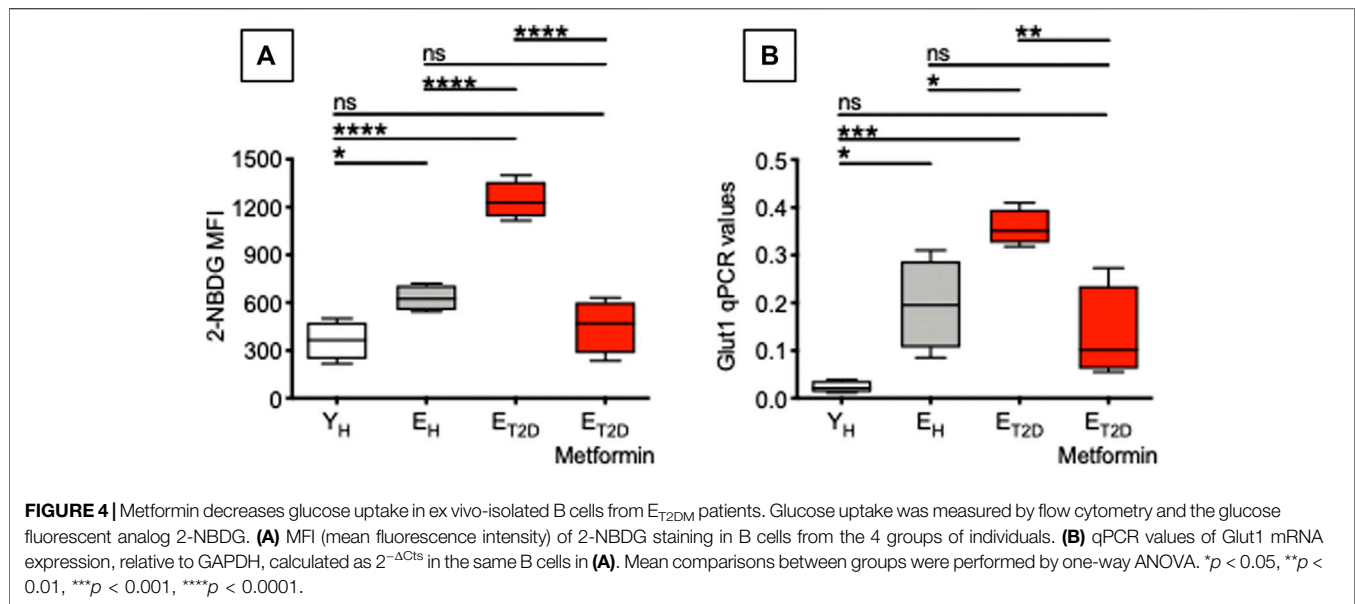 A
****
ns
****
ns
****
*
1500
1200
900
600
300
0
2-NBDG MFI
YH
EH
ET2D
ET2D
Metformin
B
**
ns
*
ns
***
*
0.5
0.4
0.3
0.2
0.1
0.0
Glut1 qPCR values
YH
EH
ET2D
ET2D
Metformin
FIGURE 4 | Metformin decreases glucose uptake in ex vivo-isolated B cells from ET2DM patients. Glucose uptake was measured by flow cytometry and the glucose
fluorescent analog 2-NBDG. (A) MFI (mean fluorescence intensity) of 2-NBDG staining in B cells from the 4 groups of individuals. (B) qPCR values of Glut1 mRNA
expression, relative to GAPDH, calculated as 2−ΔCts in the same B cells in (A). Mean comparisons between groups were performed by one-way ANOVA. *p < 0.05, **p <
0.01, ***p < 0.001, ****p < 0.0001.